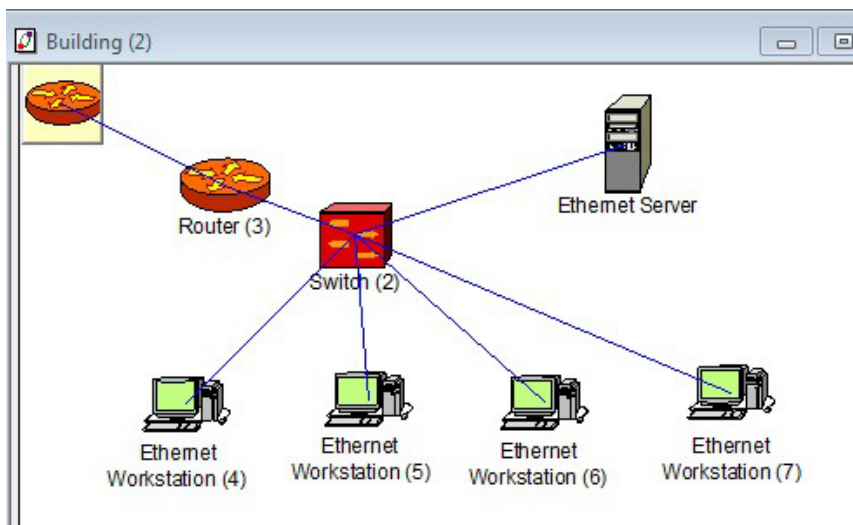 Building (2)
Router (3)
Ethernet Server
Switch (2)
Ethernet
Workstation (4)
Ethernet
Workstation (5)
Ethernet
Workstation (6)
Ethernet
Workstation (7)